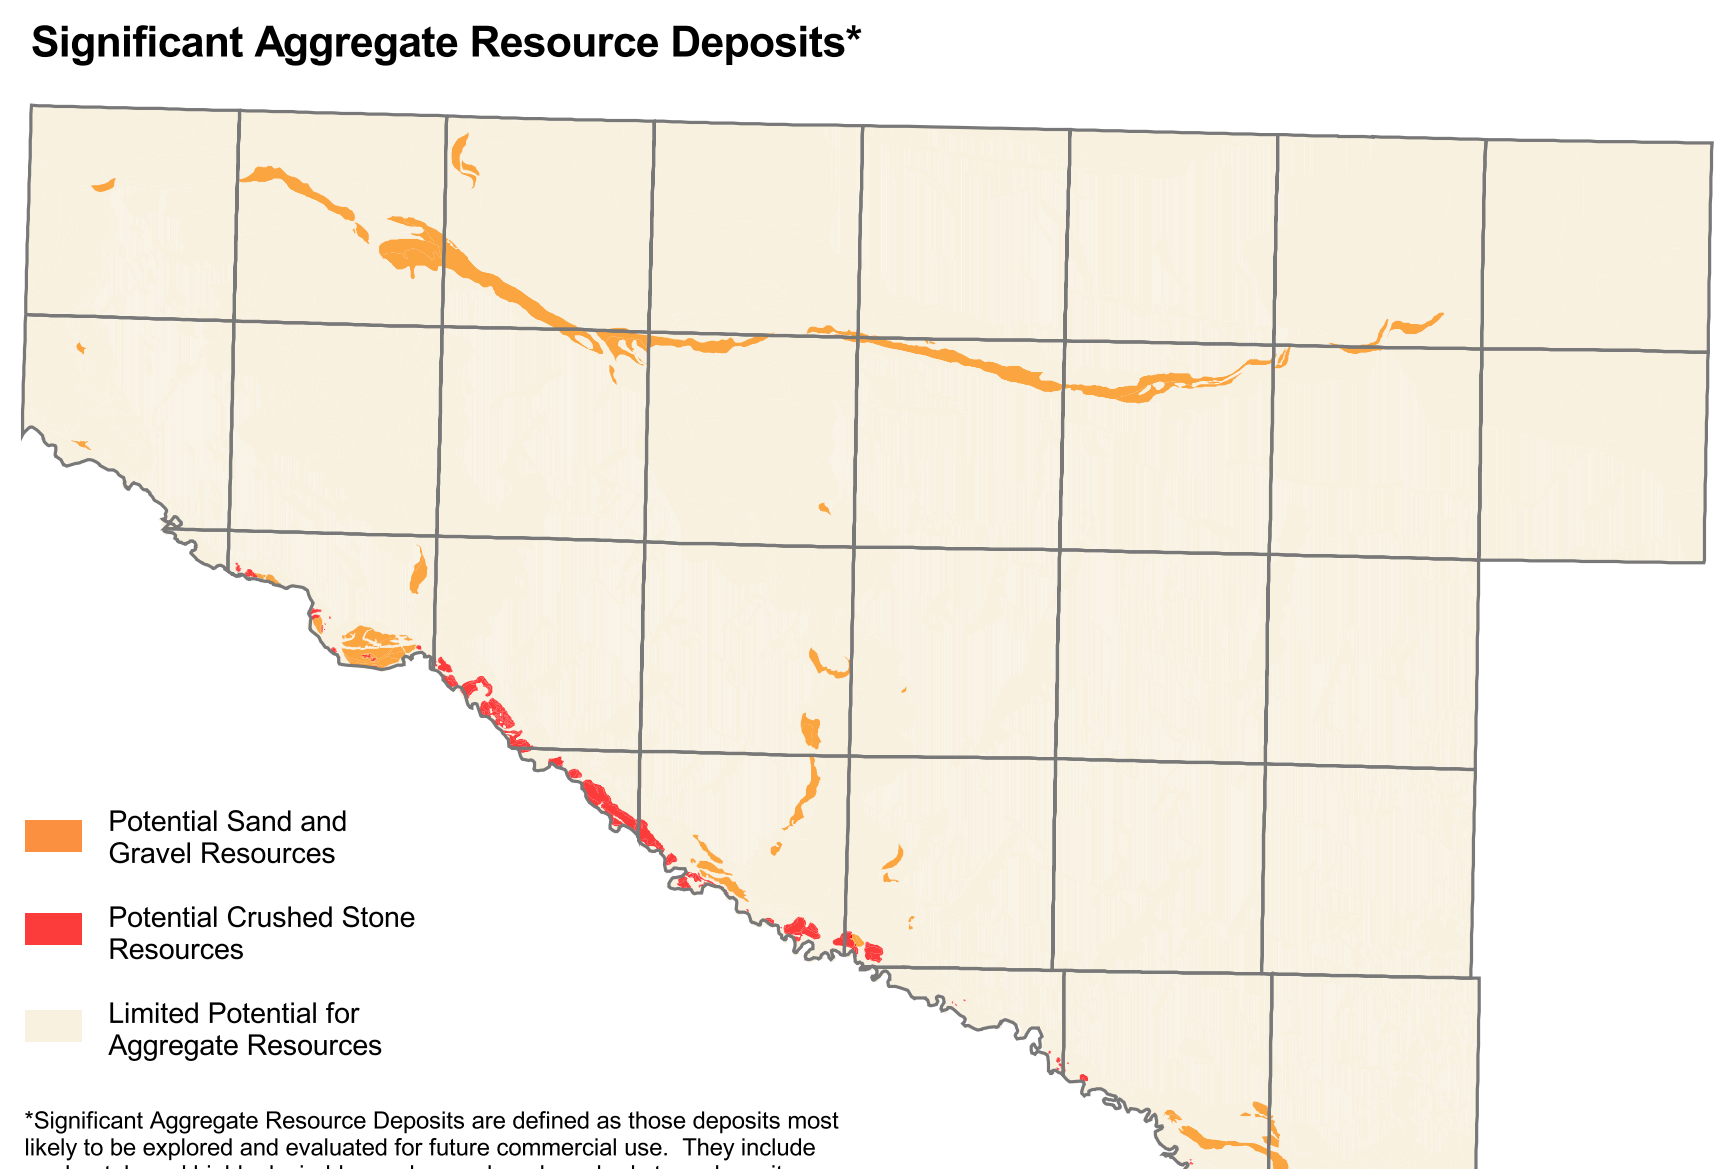 Significant Aggregate Resource Deposits*
Potential Sand and
Gravel Resources
Potential Crushed Stone
Resources
Limited Potential for
Aggregate Resources
*Significant Aggregate Resource Deposits are defined as those deposits most
likely to be explored and evaluated for future commercial use. They include